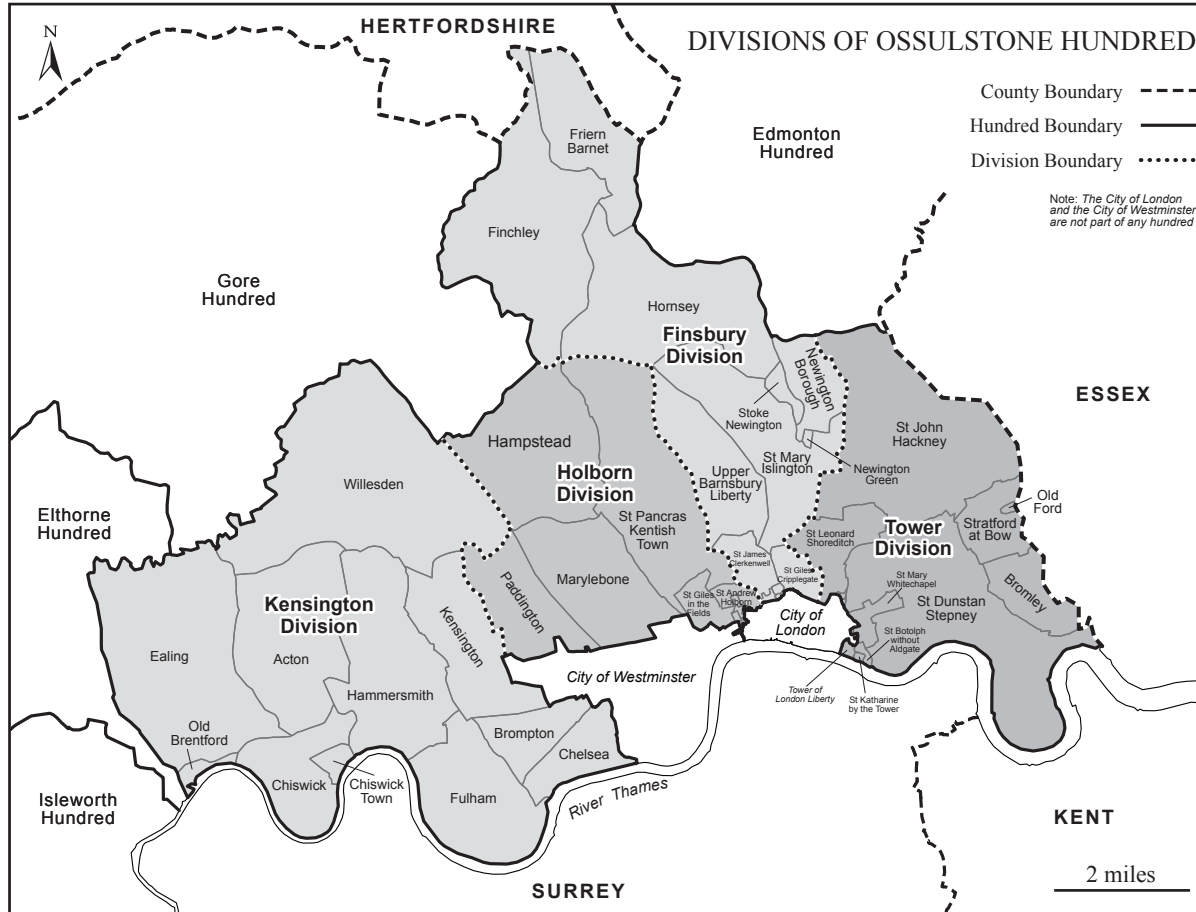 DIVISIONS OF OSSULSTONE HUNDRED
N
HERTFORDSHIRE
County Boundary
Hundred Boundary
Division Boundary
Note: The City of London
and the City of Westminster
are not part of any hundred
Edmonton
Hundred
Friern
Barnet
Finchley
Gore
Hundred
Hornsey
Finsbury
Division
Newington
Borough
Stoke
Newington
ESSEX
St John
Hackney
Hampstead
Holborn
Division
St Mary
Islington
Newington
Green
Upper
Barnsbury
Liberty
Willesden
Elthorne
Hundred
St Pancras
Kentish
Town
St Leonard
Shoreditch
Tower
Division
Old
Ford
Stratford
at Bow
St James
Clerkenwell
St Giles
Cripplegate
Marylebone
Paddington
St Giles
in the
Fields
St Andrew
Holborn
St Mary
Whitechapel
Bromley
St Dunstan
Stepney
Kensington
Division
Kensington
City of
London
St Botolph
without
Aldgate
Ealing
Acton
City of Westminster
Hammersmith
Tower of
London Liberty
St Katharine
by the Tower
Old
Brentford
Brompton
Chelsea
Chiswick
Chiswick
Town
Fulham
River Thames
Isleworth
Hundred
KENT
SURREY
2 miles